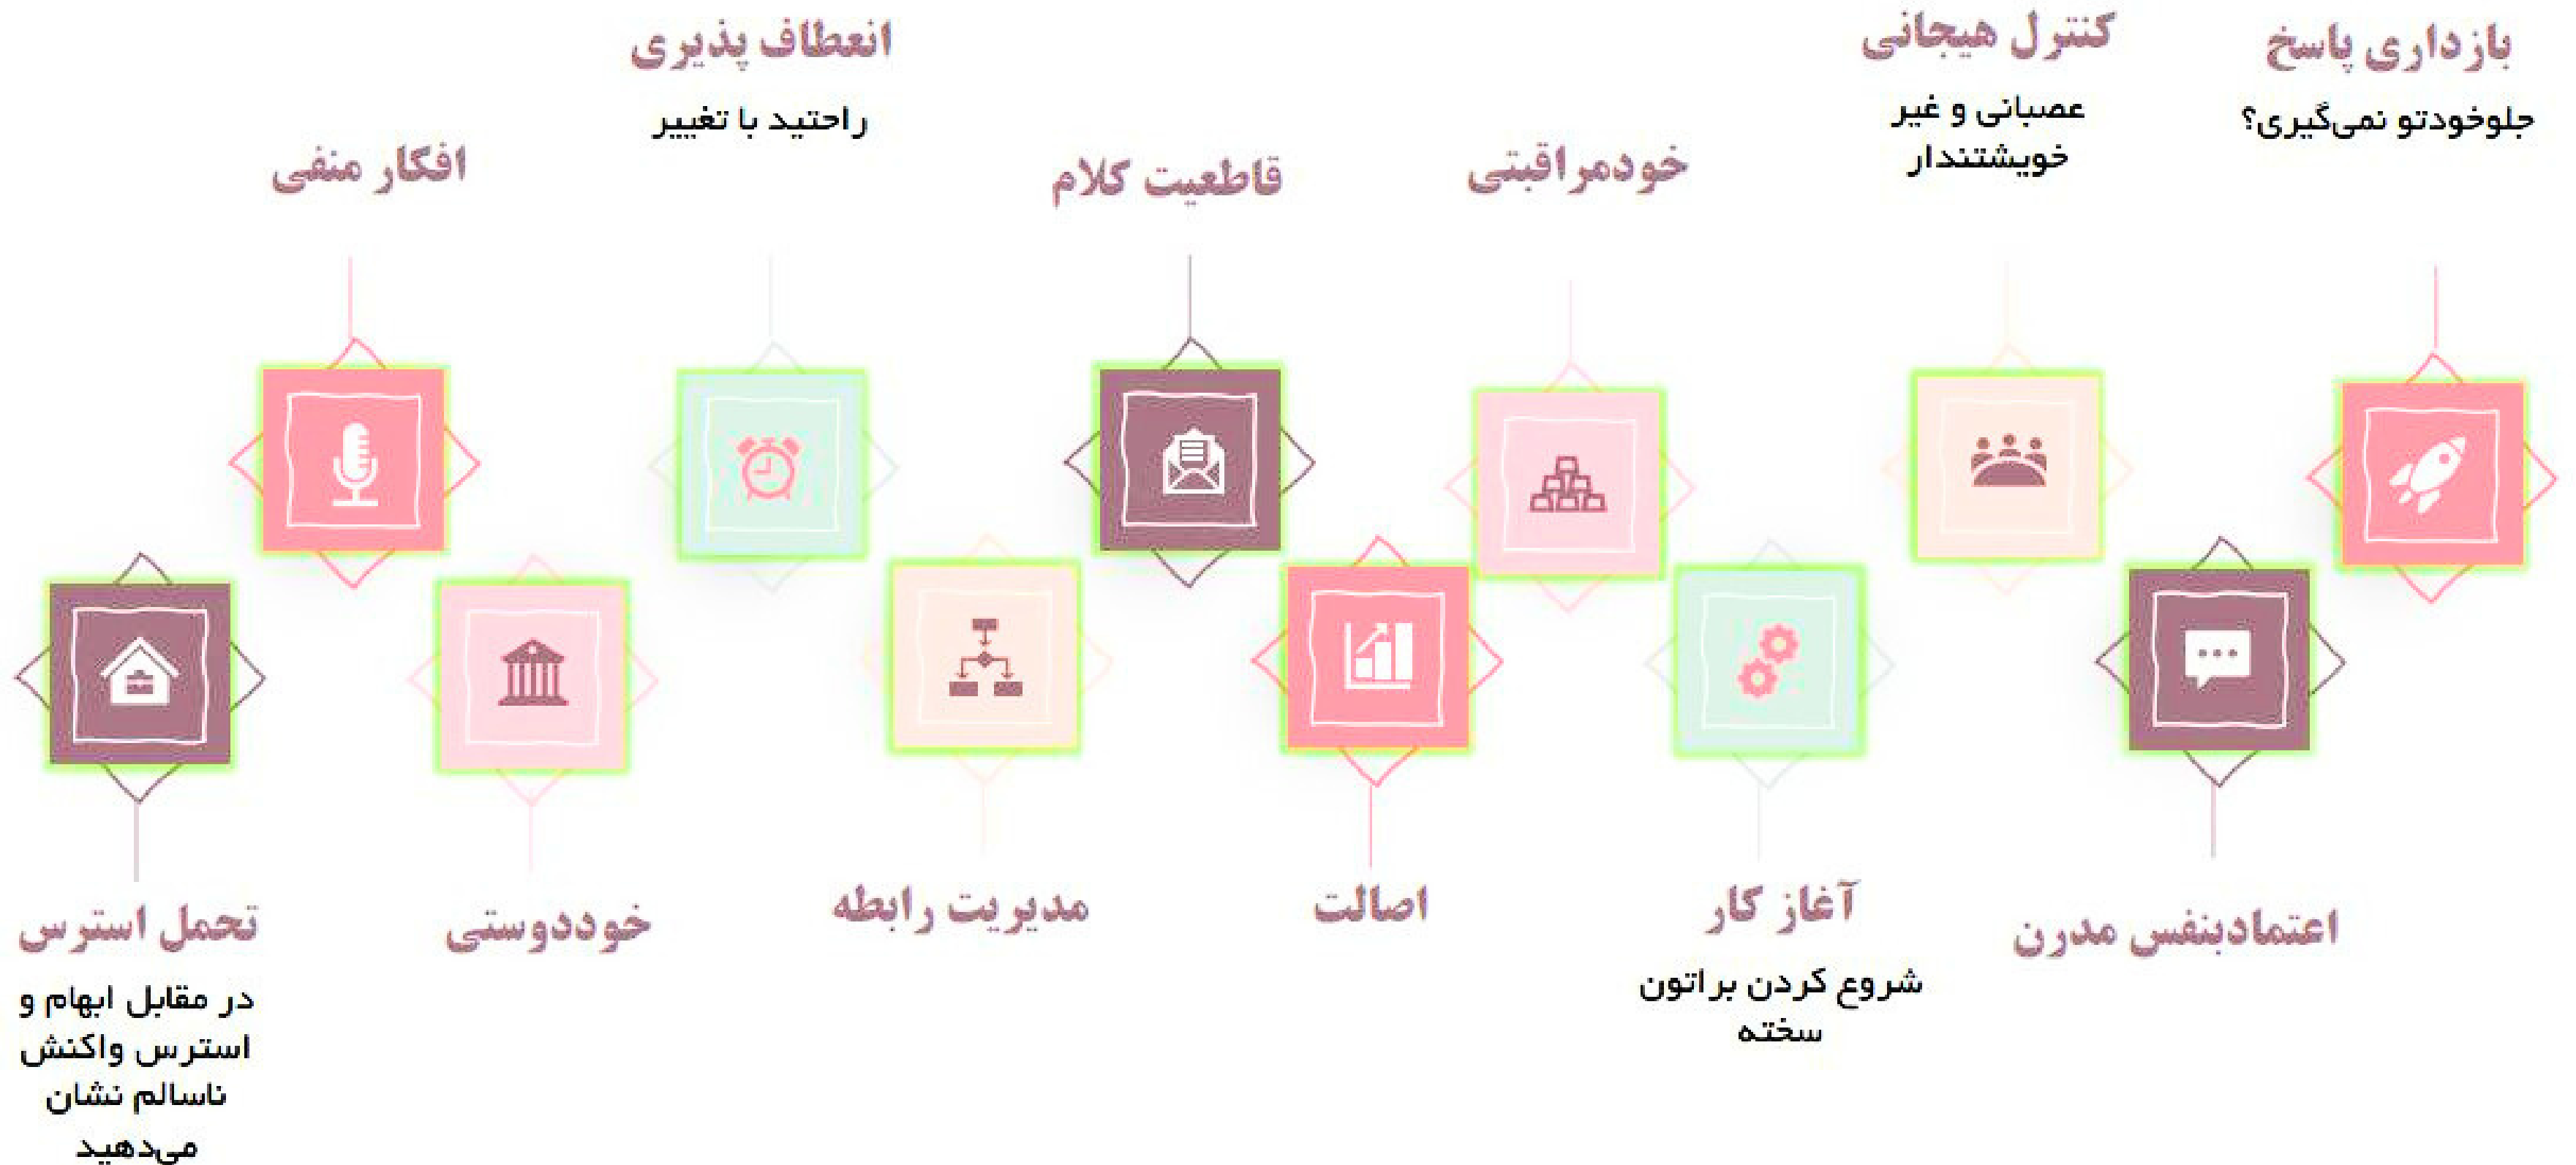 بازداری پاسخ
جلوخودتو نمی‌گیری؟
اعتمادبنفس مدرن
کنترل هیجانی
عصبانی و غیر
خویشتندار
آغاز کار
شروع کردن براتون
سخته
خودمراقبتی
اصالت
قاطعیت کلام
مدیریت رابطه
انعطاف پذیری
راحتید با تغییر
خوددوستی
افکار منفی
تحمل استرس
در مقابل ابهام و
استرس واکنش
ناسالم نشان
می‌دهید